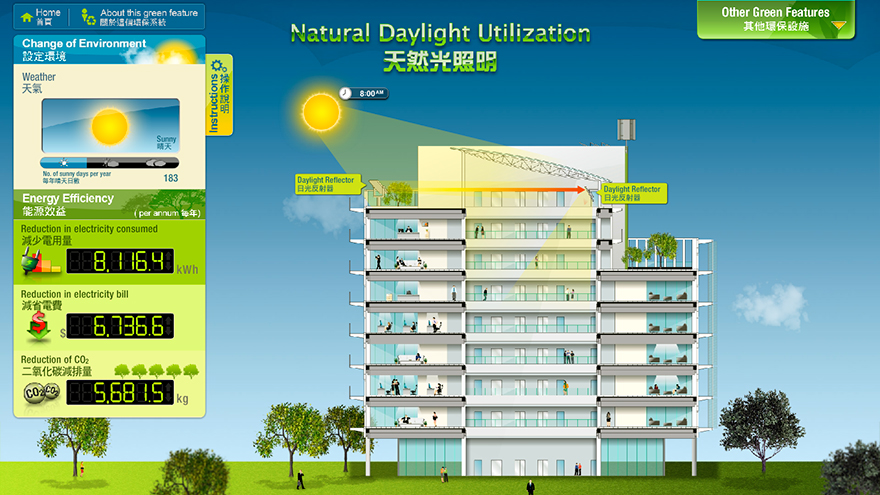 Home
首頁
About this green feature
關於這個環保系統
Natural Daylight Utilization
天然光照明
Other Green Features
其他環保設施
Change of Environment
設定環境
Instructions
操作說明
Weather
天氣
Sunny
晴天
No. of sunny days per year
每年晴天日數
183
8:00AM
Daylight Reflector
日光反射器
Daylight Reflector
日光反射器
Energy Efficiency
能源效益
( per annum 每年)
Reduction in electricity consumed
減少電用量
8,116.4 kWh
Reduction in electricity bill
減省電費
$ 6,736.6
Reduction of CO2
二氧化碳減排量
CO2 CO2
5,681.5 kg